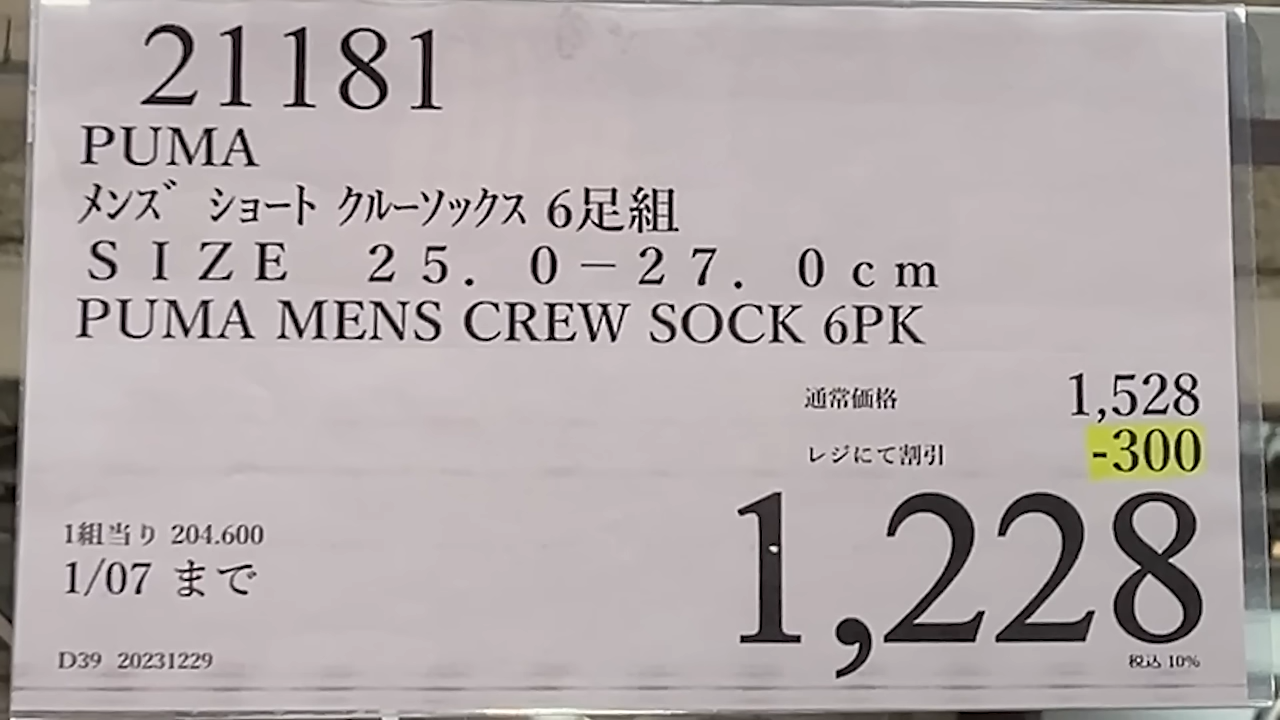 21181
PUMA
ﾒﾝｽﾞ ｼｮｰﾄ ｸﾙｰｿｯｸｽ 6足組
ＳＩＺＥ　２５．０－２７．０ｃｍ
PUMA MENS CREW SOCK 6PK
通常価格 1,528
レジにて割引 -300
1,228
1組当り 204.600
1/07 まで
税込 10%
D39 20231229